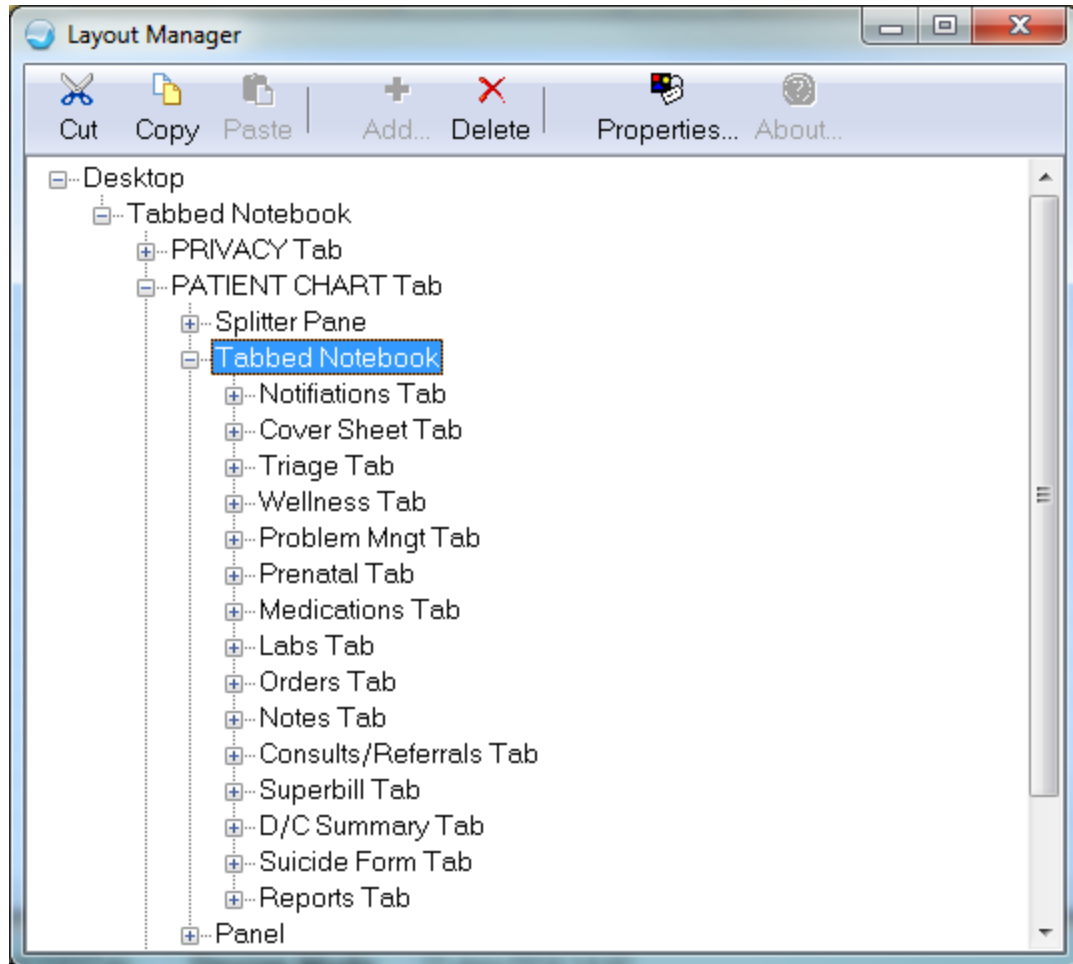 Layout Manager
Cut Copy Paste Add... Delete Properties... About...
Desktop
Tabbed Notebook
PRIVACY Tab
PATIENT CHART Tab
Splitter Pane
Tabbed Notebook
Notifiations Tab
Cover Sheet Tab
Triage Tab
Wellness Tab
Problem Mngt Tab
Prenatal Tab
Medications Tab
Labs Tab
Orders Tab
Notes Tab
Consults/Referrals Tab
Superbill Tab
D/C Summary Tab
Suicide Form Tab
Reports Tab
Panel